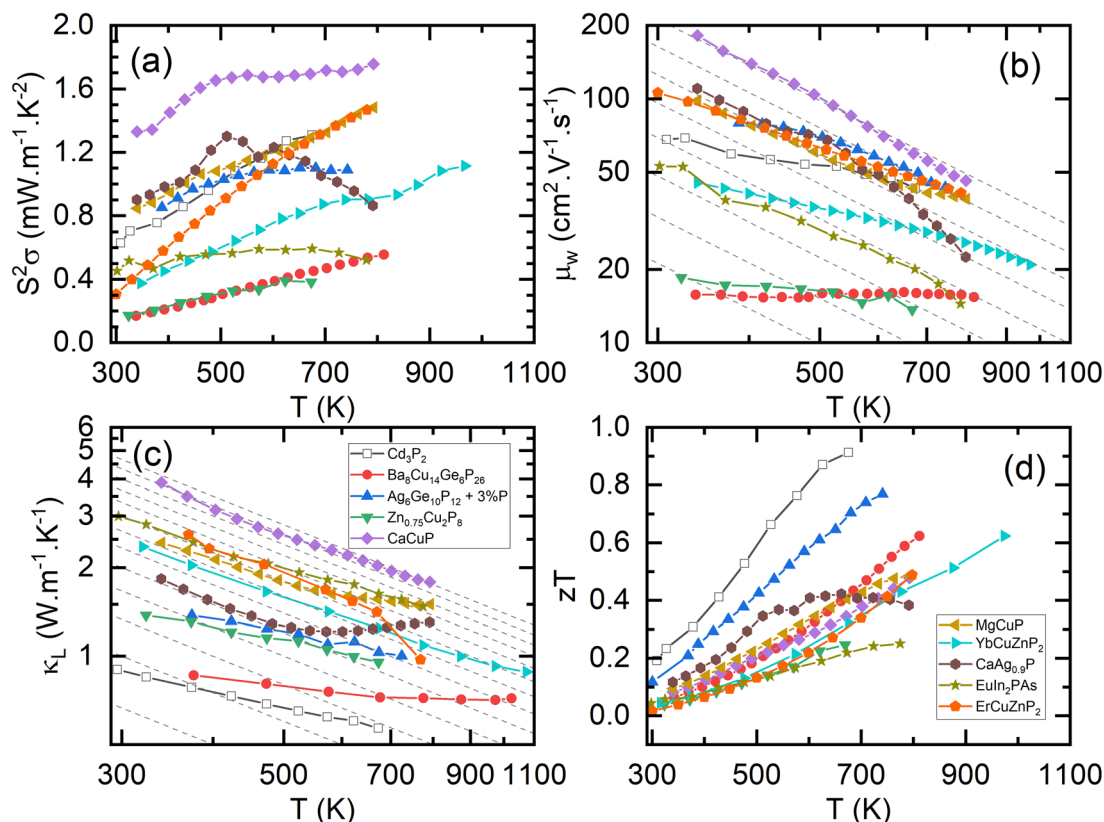 (a)
S²σ (mW.m⁻¹.K⁻²)
2.0
1.6
1.2
0.8
0.4
0.0
300 500 700 900 1100
T (K)
(b)
μ_w (cm².V⁻¹.s⁻¹)
200
100
50
20
10
300 500 700 900 1100
T (K)
(c)
κ_L (W.m⁻¹.K⁻¹)
6
5
4
3
2
1
Cd₃P₂
Ba₈Cu₁₄Ge₆P₂₆
Ag₆Ge₁₀P₁₂ + 3%P
Zn₀.₇₅Cu₂P₈
CaCuP
300 500 700 900 1100
T (K)
(d)
zT
1.0
0.8
0.6
0.4
0.2
0.0
MgCuP
YbCuZnP₂
CaAg₀.₉P
EuIn₂PAs
ErCuZnP₂
300 500 700 900 1100
T (K)